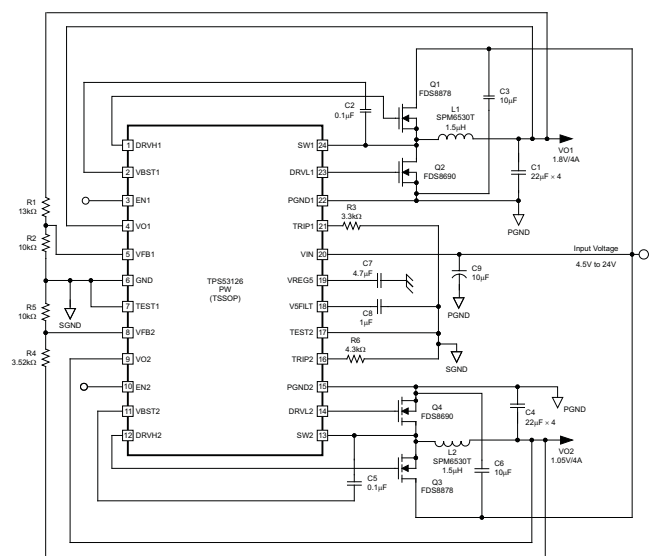 Q1
FDS8878
C2
0.1µF
C3
10µF
L1
SPM6530T
1.5µH
1 DRVH1
SW1 24
VO1
1.8V/4A
2 VBST1
DRVL1 23
Q2
FDS8690
C1
22µF × 4
3 EN1
PGND1 22
R1
13kΩ
R3
3.3kΩ
PGND
4 VO1
TRIP1 21
R2
10kΩ
5 VFB1
VIN 20
Input Voltage
4.5V to 24V
TPS53126
PW
(TSSOP)
C7
4.7µF
C9
10µF
6 GND
VREG5 19
SGND
PGND
7 TEST1
V5FILT 18
R5
10kΩ
C8
1µF
8 VFB2
TEST2 17
R4
3.52kΩ
R6
4.3kΩ
SGND
9 VO2
TRIP2 16
10 EN2
PGND2 15
PGND
Q4
FDS8690
C4
22µF × 4
11 VBST2
DRVL2 14
12 DRVH2
SW2 13
VO2
1.05V/4A
L2
SPM6530T
1.5µH
C6
10µF
C5
0.1µF
Q3
FDS8878